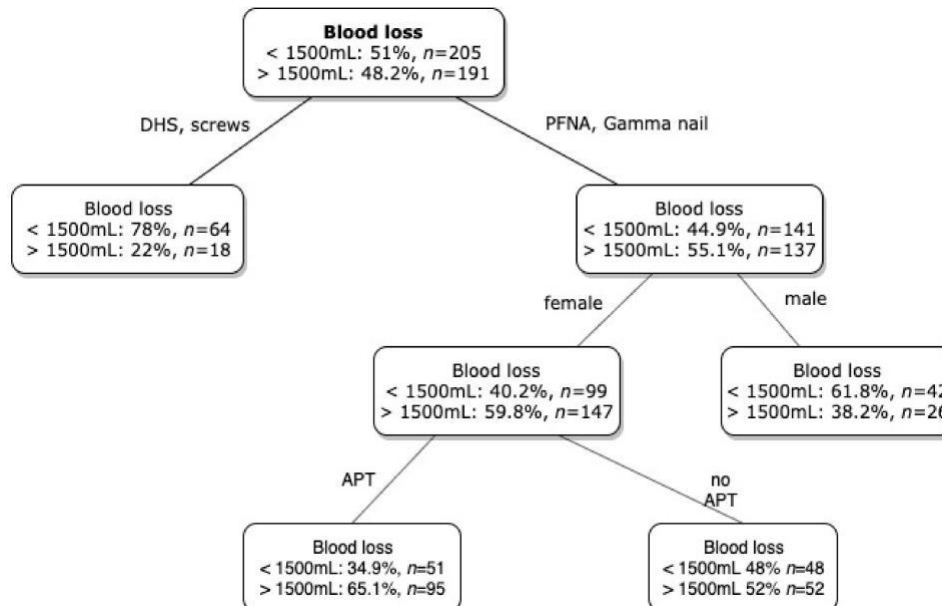 Blood loss
< 1500mL: 51%, n=205
> 1500mL: 48.2%, n=191
DHS, screws
PFNA, Gamma nail
Blood loss
< 1500mL: 78%, n=64
> 1500mL: 22%, n=18
Blood loss
< 1500mL: 44.9%, n=141
> 1500mL: 55.1%, n=137
female
male
Blood loss
< 1500mL: 40.2%, n=99
> 1500mL: 59.8%, n=147
Blood loss
< 1500mL: 61.8%, n=42
> 1500mL: 38.2%, n=26
APT
no
APT
Blood loss
< 1500mL: 34.9%, n=51
> 1500mL: 65.1%, n=95
Blood loss
< 1500mL 48% n=48
> 1500mL 52% n=52